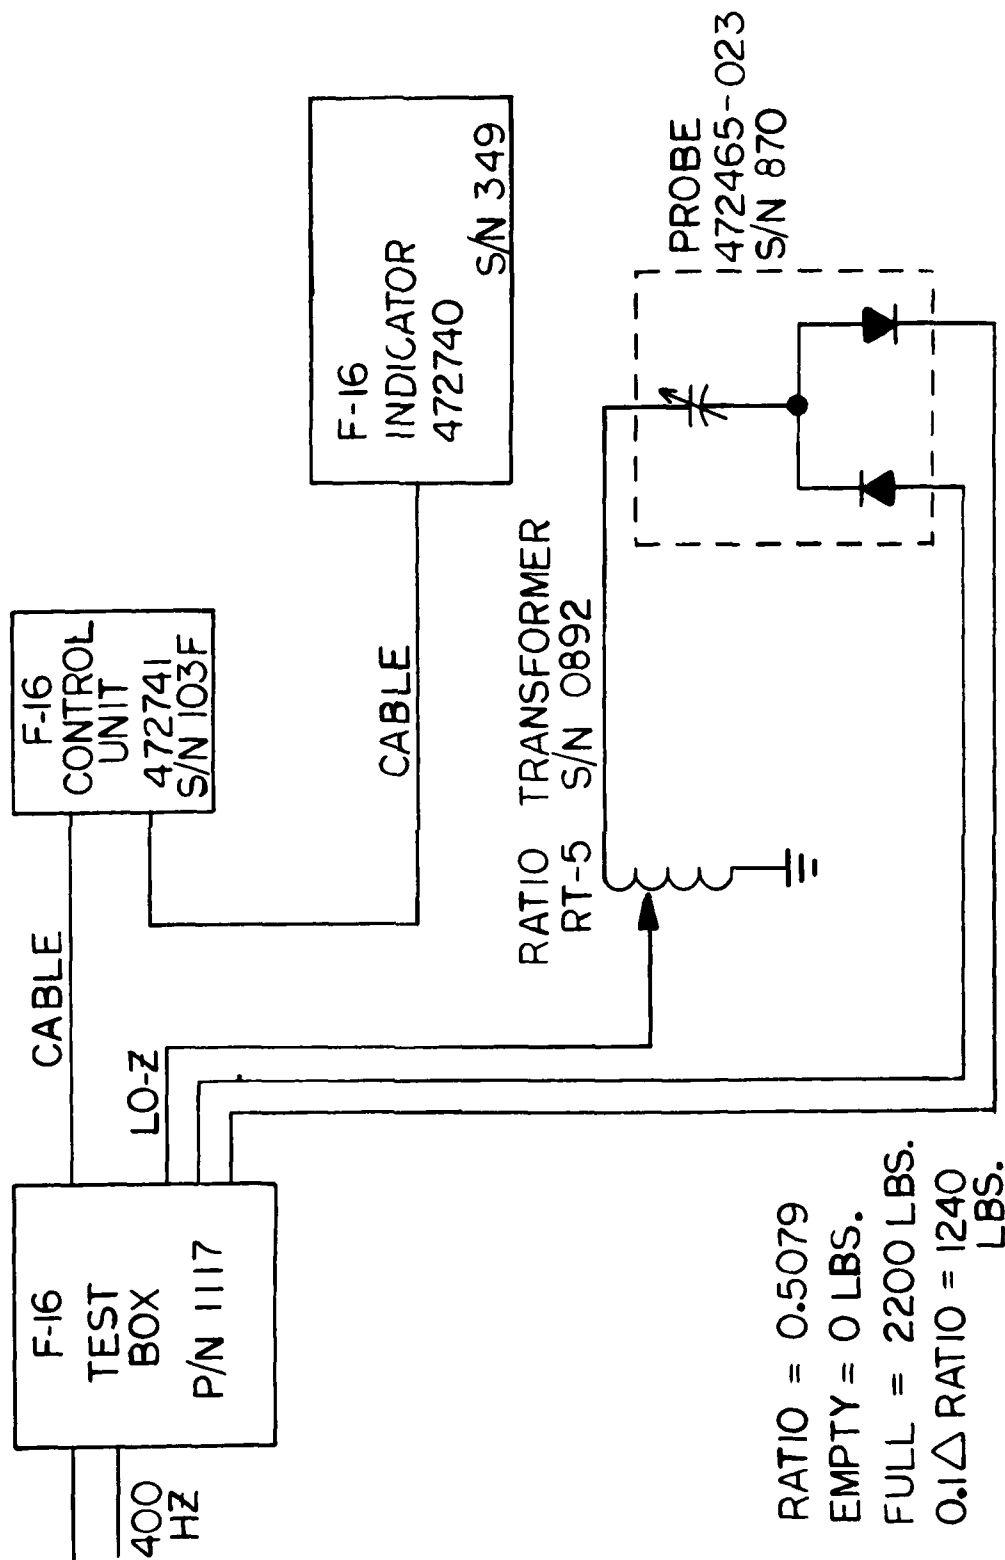 400
HZ
F-16
TEST
BOX
P/N 1117
CABLE
LO-Z
F-16
CONTROL
UNIT
472741
S/N 103F
CABLE
F-16
INDICATOR
472740
S/N 349
RATIO TRANSFORMER
RT-5 S/N 0892
PROBE
472465-023
S/N 870
RATIO = 0.5079
EMPTY = 0 LBS.
FULL = 2200 LBS.
0.1△ RATIO = 1240
LBS.